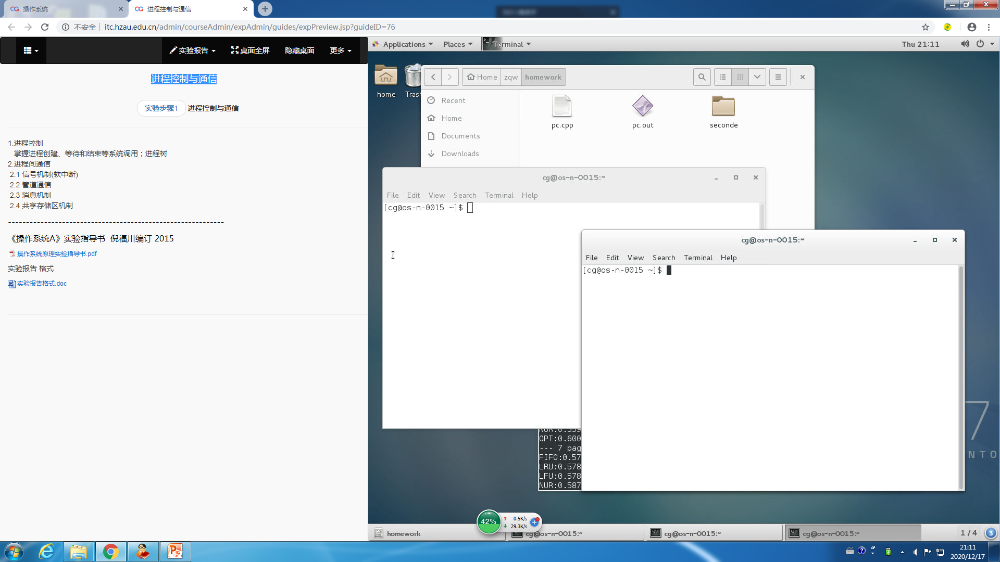 操作系统
进程控制与通信
不安全
itc.hzau.edu.cn/admin/courseAdmin/expAdmin/guides/expPreview.jsp?guideID=76
实验报告
桌面全屏
隐藏桌面
更多
进程控制与通信
实验步骤1 进程控制与通信
1.进程控制
掌握进程创建、等待和结束等系统调用；进程树
2.进程间通信
2.1 信号机制(软中断)
2.2 管道通信
2.3 消息机制
2.4 共享存储区机制
------------------------------------------------------------
《操作系统A》实验指导书 倪福川编订 2015
操作系统原理实验指导书.pdf
实验报告 格式
实验报告格式.doc
Applications Places Terminal
Thu 21:11
home
Trash
Home zqw homework
Recent
Home
Documents
Downloads
pc.cpp
pc.out
seconde
cg@os-n-0015:~
File Edit View Search Terminal Help
[cg@os-n-0015 ~]$
cg@os-n-0015:~
File Edit View Search Terminal Help
[cg@os-n-0015 ~]$
NUR:0.559
OPT:0.600
--- 7 pag
FIFO:0.57
LRU:0.578
LFU:0.578
NUR:0.587
7
NTO
42%
0.5K/s
29.3K/s
homework
cg@os-n-0015:~
cg@os-n-0015:~
cg@os-n-0015:~
1 / 4
3
21:11
2020/12/17